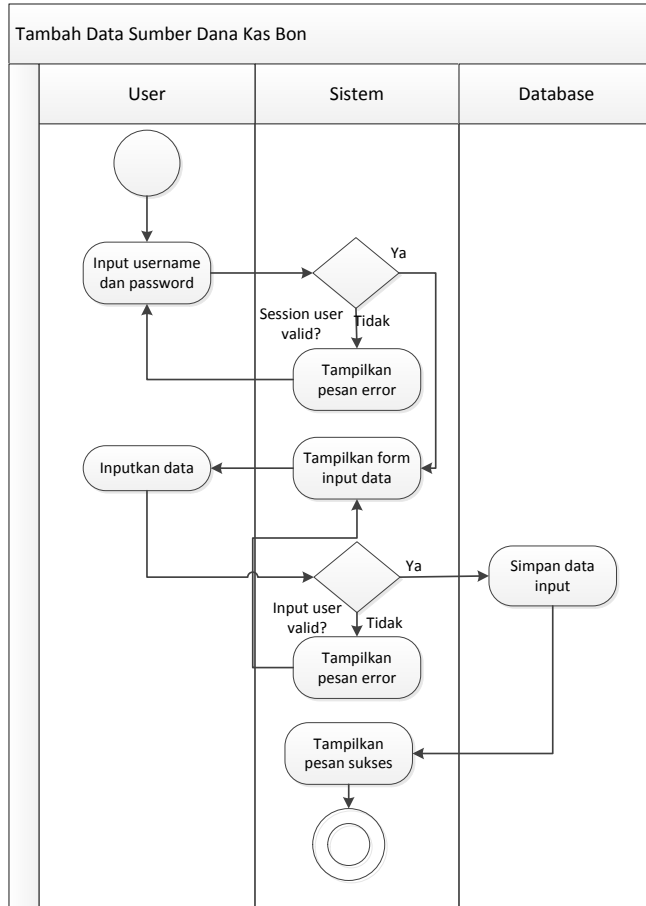 Tambah Data Sumber Dana Kas Bon
User
Sistem
Database
Input username
dan password
Ya
Session user
valid?
Tidak
Tampilkan
pesan error
Inputkan data
Tampilkan form
input data
Ya
Simpan data
input
Input user
valid?
Tidak
Tampilkan
pesan error
Tampilkan
pesan sukses